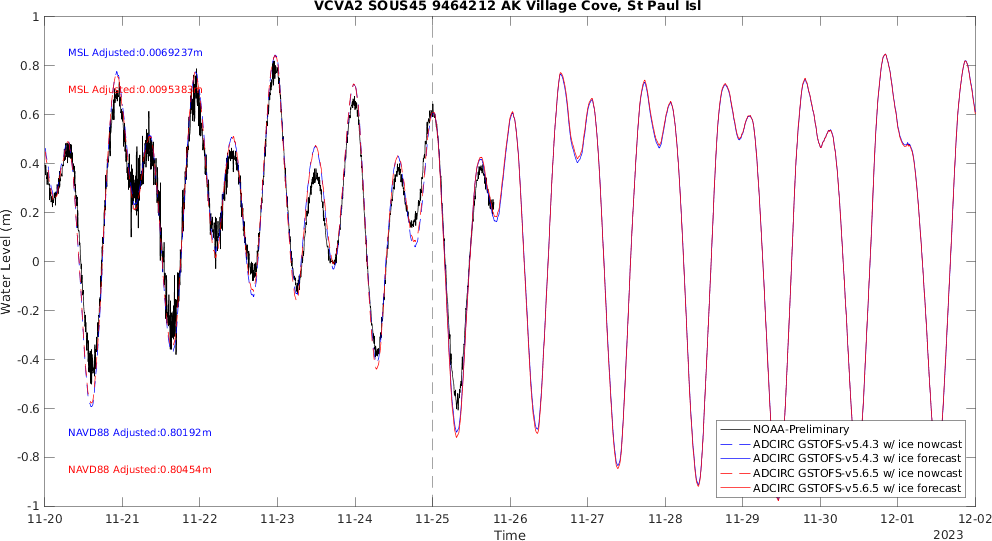 VCVA2 SOUS45 9464212 AK Village Cove, St Paul Isl
MSL Adjusted:0.0069237m
MSL Adjusted:0.0095383m
NAVD88 Adjusted:0.80192m
NAVD88 Adjusted:0.80454m
Water Level (m)
1
0.8
0.6
0.4
0.2
0
-0.2
-0.4
-0.6
-0.8
-1
NOAA-Preliminary
ADCIRC GSTOFS-v5.4.3 w/ ice nowcast
ADCIRC GSTOFS-v5.4.3 w/ ice forecast
ADCIRC GSTOFS-v5.6.5 w/ ice nowcast
ADCIRC GSTOFS-v5.6.5 w/ ice forecast
11-20 11-21 11-22 11-23 11-24 11-25 11-26 11-27 11-28 11-29 11-30 12-01 12-02
Time
2023